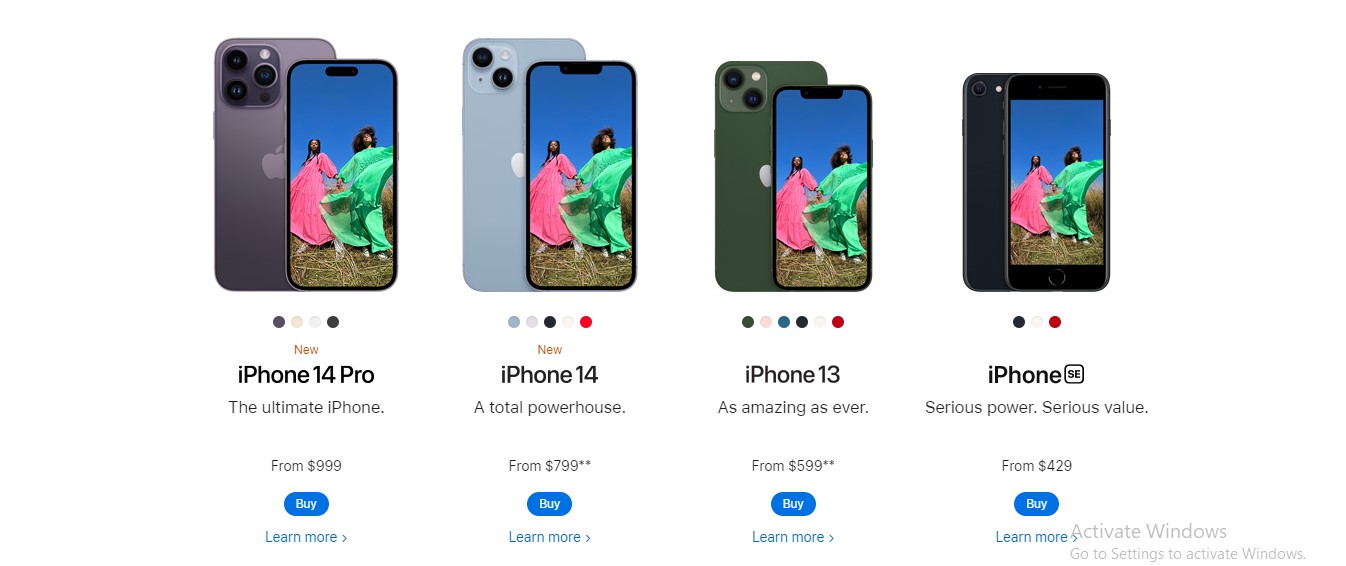 New
New
iPhone 14 Pro
iPhone 14
iPhone 13
iPhone SE
The ultimate iPhone.
A total powerhouse.
As amazing as ever.
Serious power. Serious value.
From $999
From $799**
From $599**
From $429
Buy
Buy
Buy
Buy
Learn more >
Learn more >
Learn more >
Learn more >
Activate Windows
Go to Settings to activate Windows.